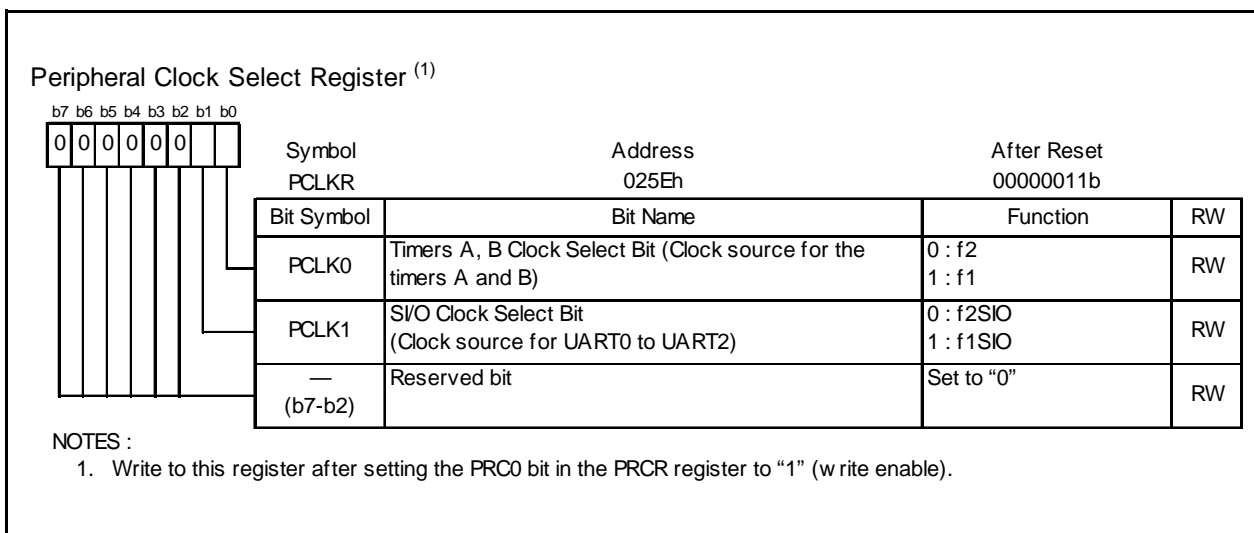 Peripheral Clock Select Register (1)
b7 b6 b5 b4 b3 b2 b1 b0
0 0 0 0 0 0
Symbol Address After Reset
PCLKR 025Eh 00000011b
Bit Symbol Bit Name Function RW
PCLK0 Timers A, B Clock Select Bit (Clock source for the timers A and B) 0 : f2 1 : f1 RW
PCLK1 SI/O Clock Select Bit (Clock source for UART0 to UART2) 0 : f2SIO 1 : f1SIO RW
— (b7-b2) Reserved bit Set to “0” RW
NOTES :
1. Write to this register after setting the PRC0 bit in the PRCR register to “1” (w rite enable).